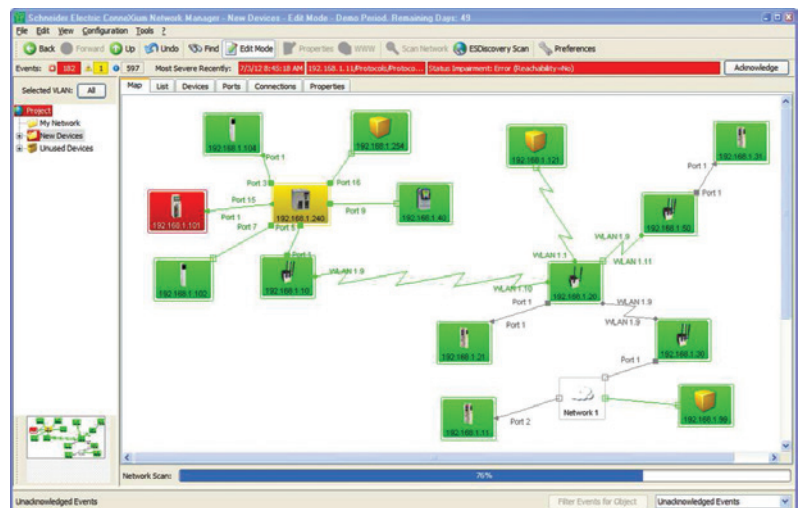 Schneider Electric ConneXium Network Manager - New Devices - Edit Mode - Demo Period. Remaining Days: 49
File Edit View Configuration Tools ?
Back Forward Up Undo Find Edit Mode Properties WWW Scan Network ESDiscovery Scan Preferences
Events: 182 1 597 Most Severe Recently: 7/3/12 8:45:18 AM 192.168.1.11/Protocols/Protoco... Status Impairment: Error (Reachability=No) Acknowledge
Selected VLAN: All
Map List Devices Ports Connections Properties
Project
My Network
New Devices
Unused Devices
192.168.1.104
192.168.1.254
192.168.1.121
192.168.1.31
Port 1
Port 1
Port 3
Port 16
Port 1
Port 15
Port 9
Port 1
192.168.1.101
192.168.1.240
192.168.1.40
192.168.1.50
Port 7
WLAN 1.9
WLAN 1.1
WLAN 1.11
192.168.1.102
192.168.1.10
WLAN 1.9
WLAN 1.10
192.168.1.20
Port 1
WLAN 1.9
Port 1
WLAN 1.9
192.168.1.21
192.168.1.30
Port 1
Network 1
Port 2
192.168.1.11
192.168.1.99
Network Scan: 76%
Unacknowledged Events
Filter Events for Object
Unacknowledged Events